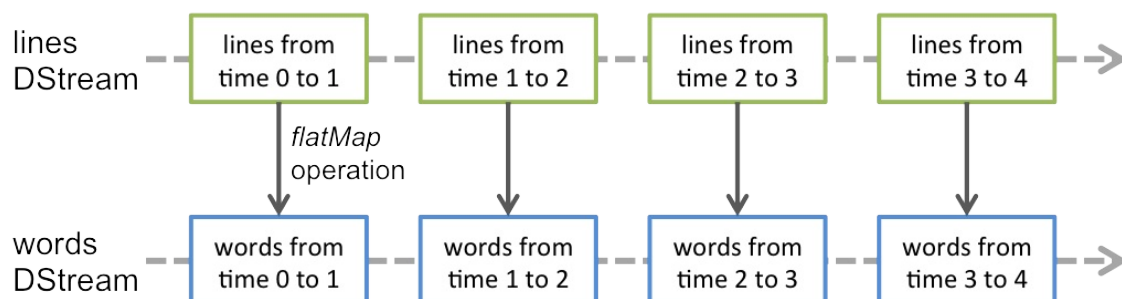 lines
DStream
lines from
time 0 to 1
lines from
time 1 to 2
lines from
time 2 to 3
lines from
time 3 to 4
flatMap
operation
words
DStream
words from
time 0 to 1
words from
time 1 to 2
words from
time 2 to 3
words from
time 3 to 4